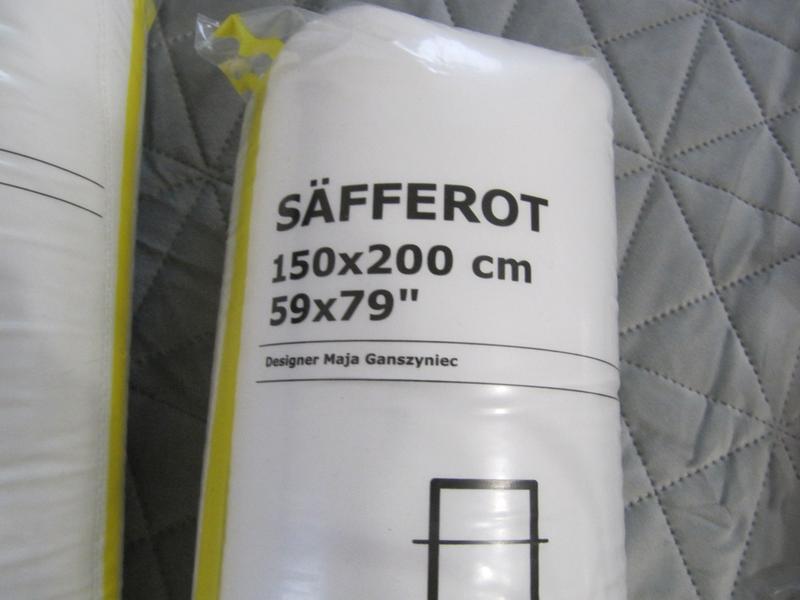 SÄFFEROT
150x200 cm
59x79"
Designer Maja Ganszyniec